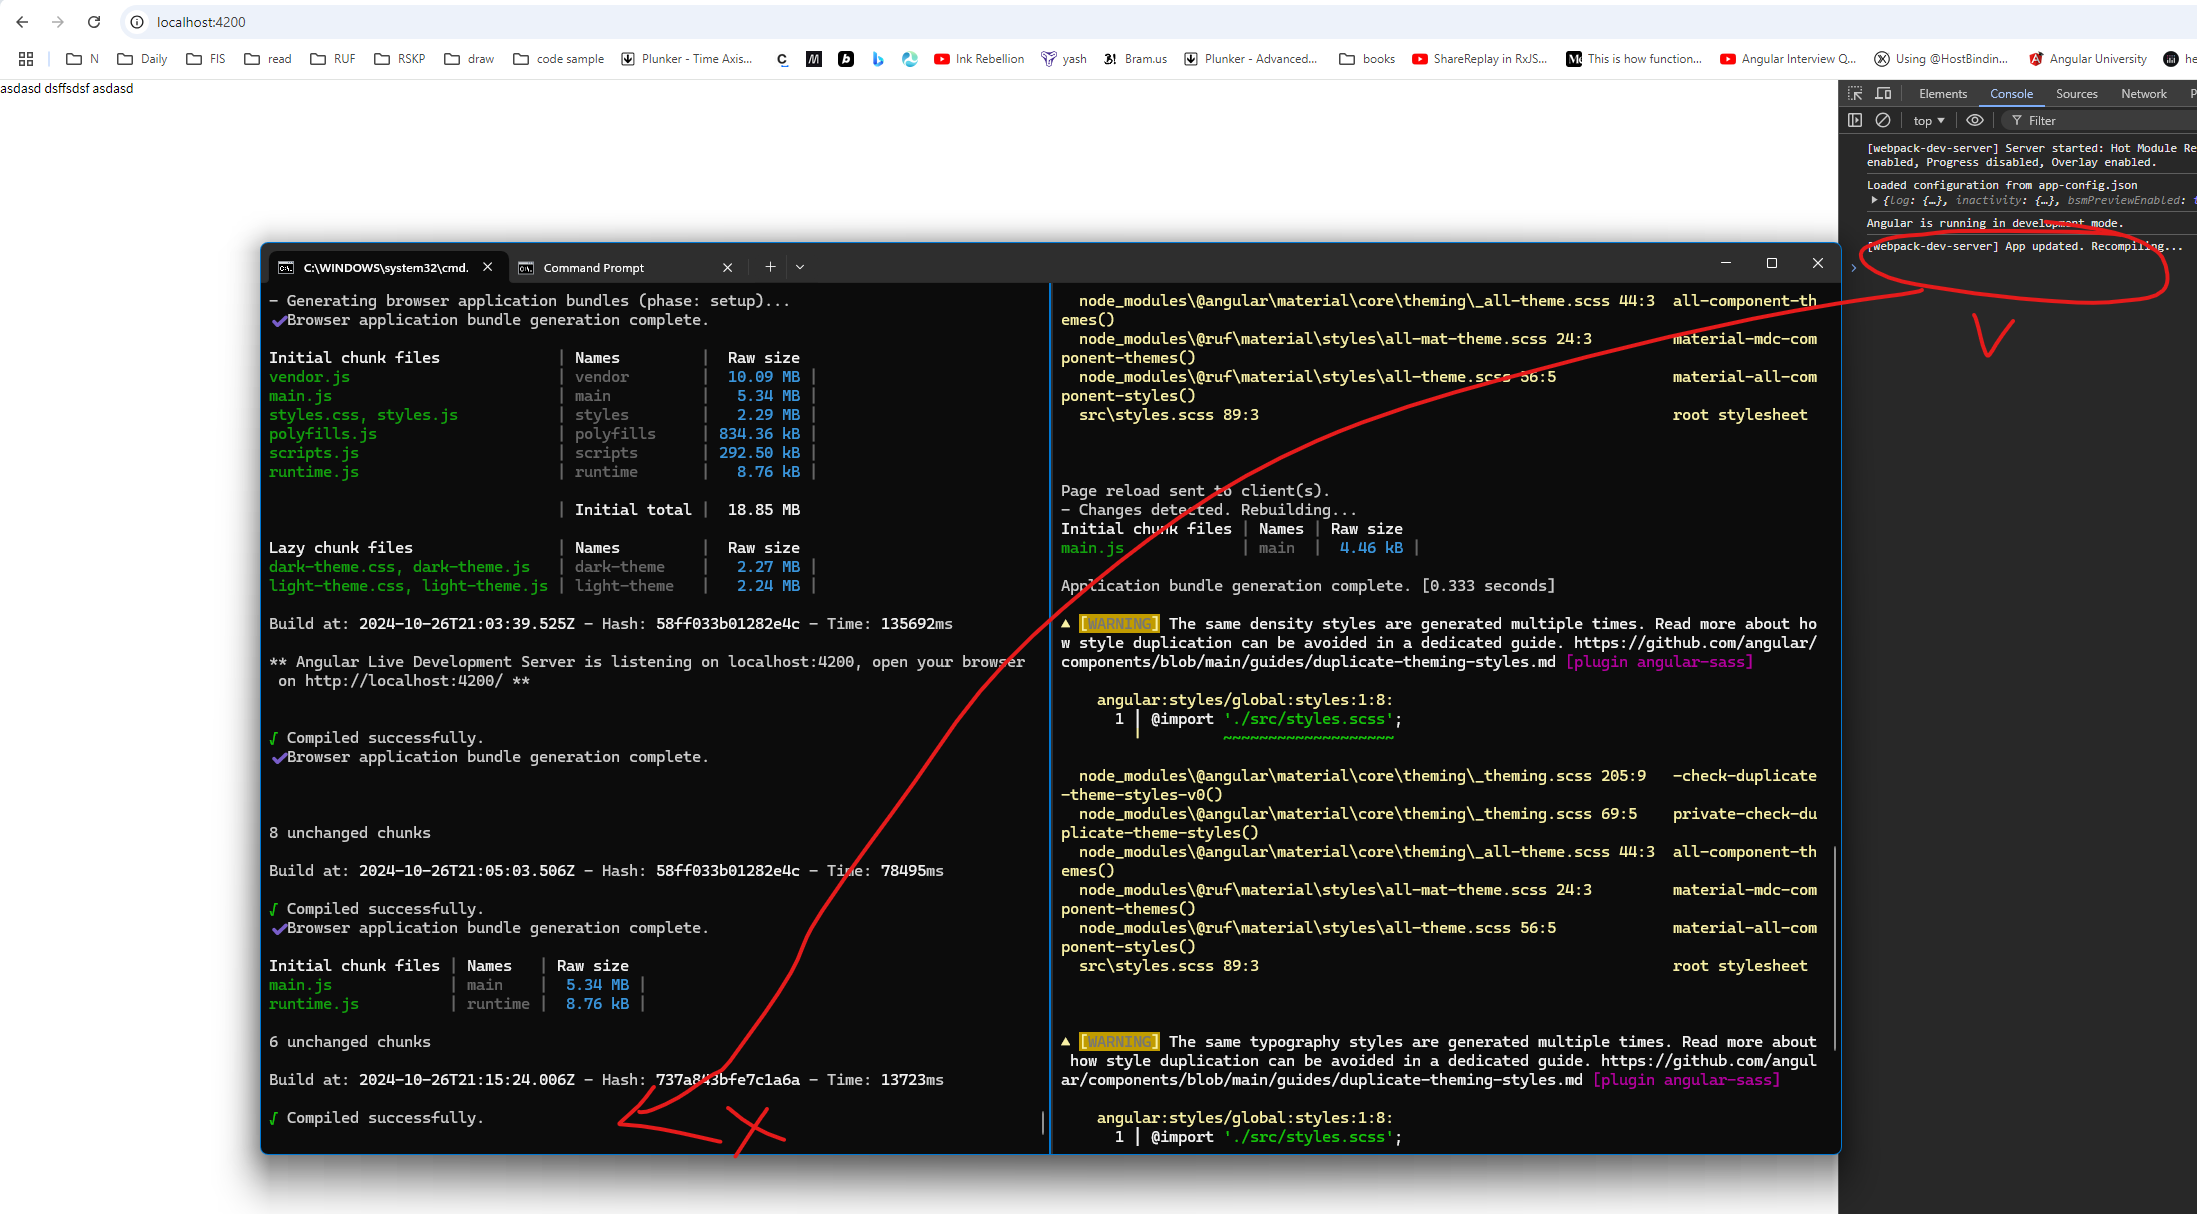 localhost:4200
N Daily FIS read RUF RSKP draw code sample Plunker - Time Axis... Ink Rebellion yash Bram.us Plunker - Advanced... books ShareReplay in RxJS... This is how function... Angular Interview Q... Using @HostBindin... Angular University he
asdasd dsffsdsf asdasd
Elements Console Sources Network P
top Filter
[webpack-dev-server] Server started: Hot Module Re
enabled, Progress disabled, Overlay enabled.
Loaded configuration from app-config.json
{log: {…}, inactivity: {…}, bsmPreviewEnabled: t
Angular is running in development mode.
[webpack-dev-server] App updated. Recompiling...
C:\WINDOWS\system32\cmd. Command Prompt
- Generating browser application bundles (phase: setup)...
✔Browser application bundle generation complete.
Initial chunk files | Names | Raw size
vendor.js | vendor | 10.09 MB |
main.js | main | 5.34 MB |
styles.css, styles.js | styles | 2.29 MB |
polyfills.js | polyfills | 834.36 kB |
scripts.js | scripts | 292.50 kB |
runtime.js | runtime | 8.76 kB |
| Initial total | 18.85 MB
Lazy chunk files | Names | Raw size
dark-theme.css, dark-theme.js | dark-theme | 2.27 MB |
light-theme.css, light-theme.js | light-theme | 2.24 MB |
Build at: 2024-10-26T21:03:39.525Z - Hash: 58ff033b01282e4c - Time: 135692ms
** Angular Live Development Server is listening on localhost:4200, open your browser
on http://localhost:4200/ **
√ Compiled successfully.
✔Browser application bundle generation complete.
8 unchanged chunks
Build at: 2024-10-26T21:05:03.506Z - Hash: 58ff033b01282e4c - Time: 78495ms
√ Compiled successfully.
✔Browser application bundle generation complete.
Initial chunk files | Names | Raw size
main.js | main | 5.34 MB |
runtime.js | runtime | 8.76 kB |
6 unchanged chunks
Build at: 2024-10-26T21:15:24.006Z - Hash: 737a843bfe7c1a6a - Time: 13723ms
√ Compiled successfully.
node_modules\@angular\material\core\theming\_all-theme.scss 44:3 all-component-th
emes()
node_modules\@ruf\material\styles\all-mat-theme.scss 24:3 material-mdc-com
ponent-themes()
node_modules\@ruf\material\styles\all-theme.scss 56:5 material-all-com
ponent-styles()
src\styles.scss 89:3 root stylesheet
Page reload sent to client(s).
- Changes detected. Rebuilding...
Initial chunk files | Names | Raw size
main.js | main | 4.46 kB |
Application bundle generation complete. [0.333 seconds]
▲ [WARNING] The same density styles are generated multiple times. Read more about ho
w style duplication can be avoided in a dedicated guide. https://github.com/angular/
components/blob/main/guides/duplicate-theming-styles.md [plugin angular-sass]
angular:styles/global:styles:1:8:
1 │ @import './src/styles.scss';
~~~~~~~~~~~~~~~~~~~
node_modules\@angular\material\core\theming\_theming.scss 205:9 -check-duplicate
-theme-styles-v0()
node_modules\@angular\material\core\theming\_theming.scss 69:5 private-check-du
plicate-theme-styles()
node_modules\@angular\material\core\theming\_all-theme.scss 44:3 all-component-th
emes()
node_modules\@ruf\material\styles\all-mat-theme.scss 24:3 material-mdc-com
ponent-themes()
node_modules\@ruf\material\styles\all-theme.scss 56:5 material-all-com
ponent-styles()
src\styles.scss 89:3 root stylesheet
▲ [WARNING] The same typography styles are generated multiple times. Read more about
how style duplication can be avoided in a dedicated guide. https://github.com/angul
ar/components/blob/main/guides/duplicate-theming-styles.md [plugin angular-sass]
angular:styles/global:styles:1:8:
1 │ @import './src/styles.scss';